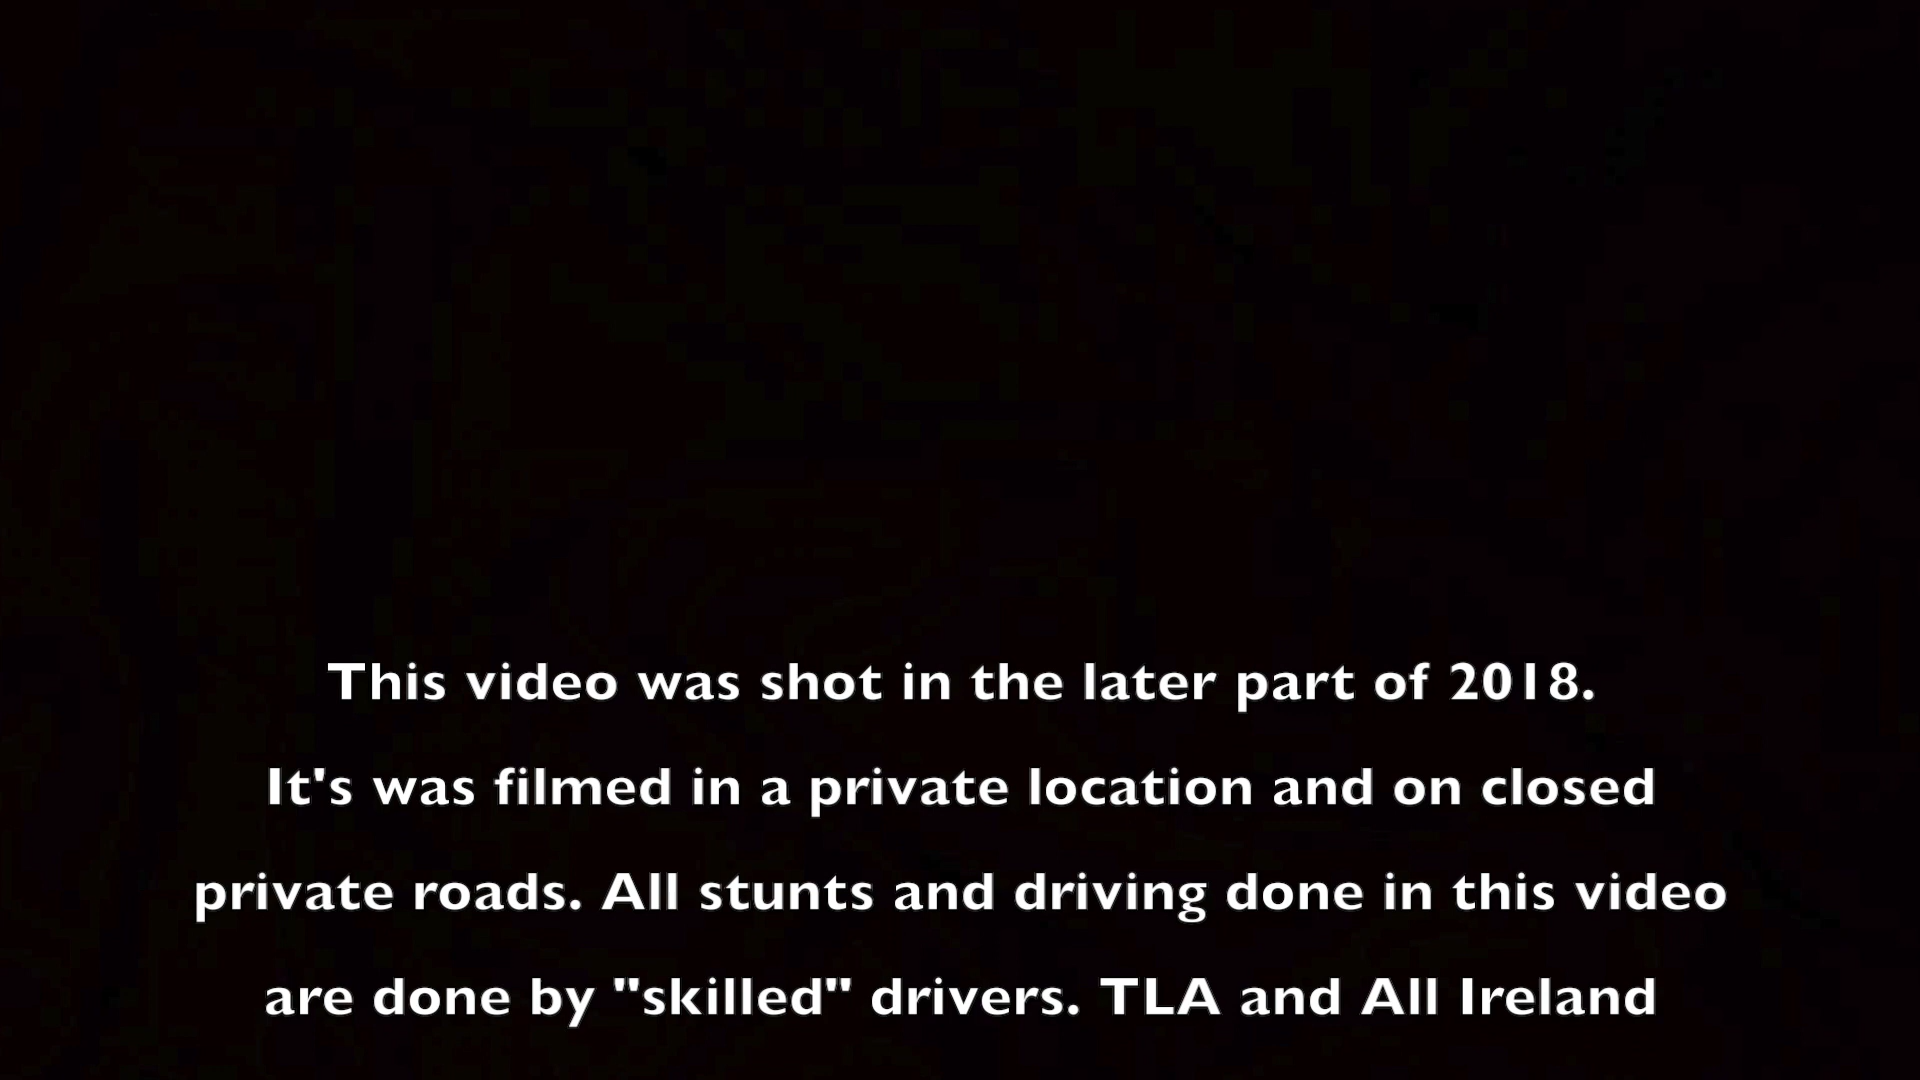 This video was shot in the later part of 2018.
It's was filmed in a private location and on closed
private roads. All stunts and driving done in this video
are done by "skilled" drivers. TLA and All Ireland